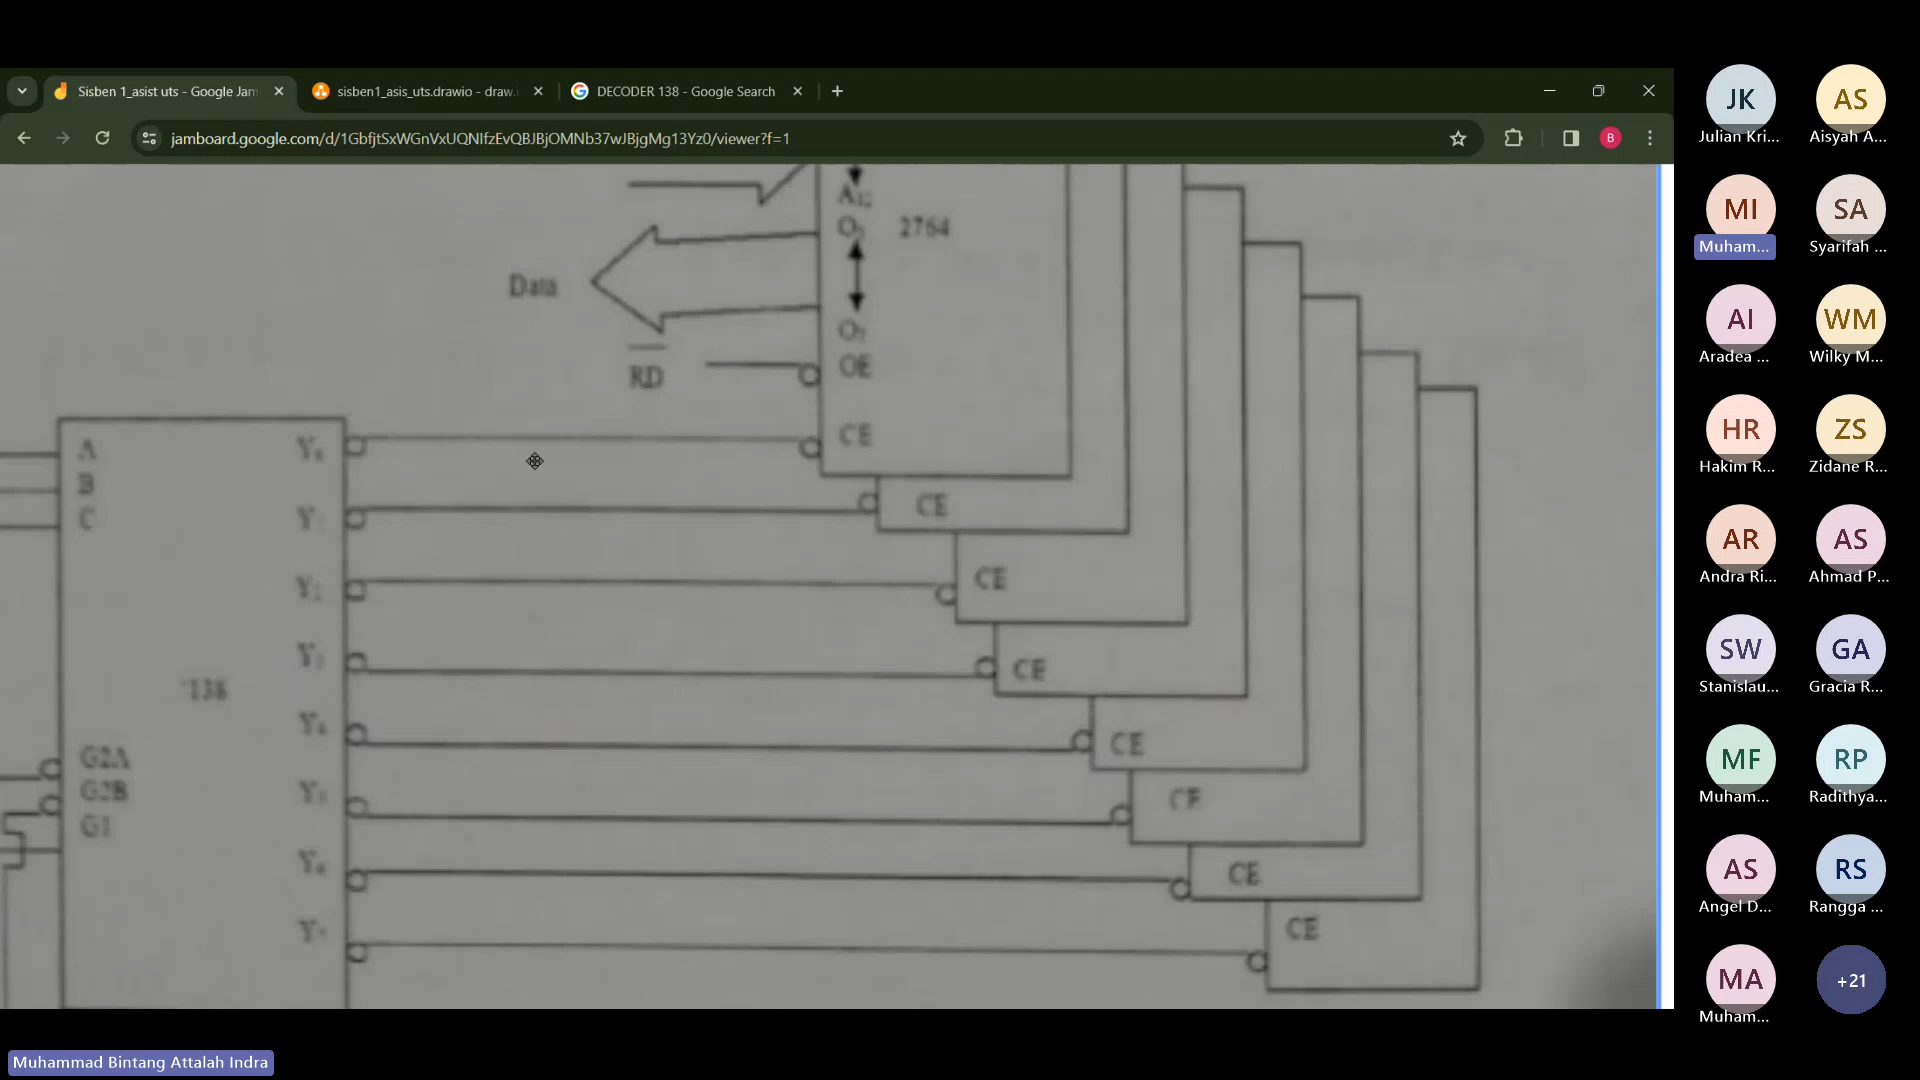 Sisben 1_asist uts - Google Jam
sisben1_asis_uts.drawio - draw.
DECODER 138 - Google Search
jamboard.google.com/d/1GbfjtSxWGnVxUQNIfzEvQBJBjOMNb37wJBjgMg13Yz0/viewer?f=1
B
A12
O
2764
Data
O7
RD
OE
CE
A
B
C
Y
Y
CE
Y
CE
Y
CE
'138
Y
CE
G2A
G2B
G1
Y
CE
Y
CE
Y
CE
JK
Julian Kri...
AS
Aisyah A...
MI
Muham...
SA
Syarifah ...
AI
Aradea ...
WM
Wilky M...
HR
Hakim R...
ZS
Zidane R...
AR
Andra Ri...
AS
Ahmad P...
SW
Stanislau...
GA
Gracia R...
MF
Muham...
RP
Radithya...
AS
Angel D...
RS
Rangga ...
MA
Muham...
+21
Muhammad Bintang Attalah Indra